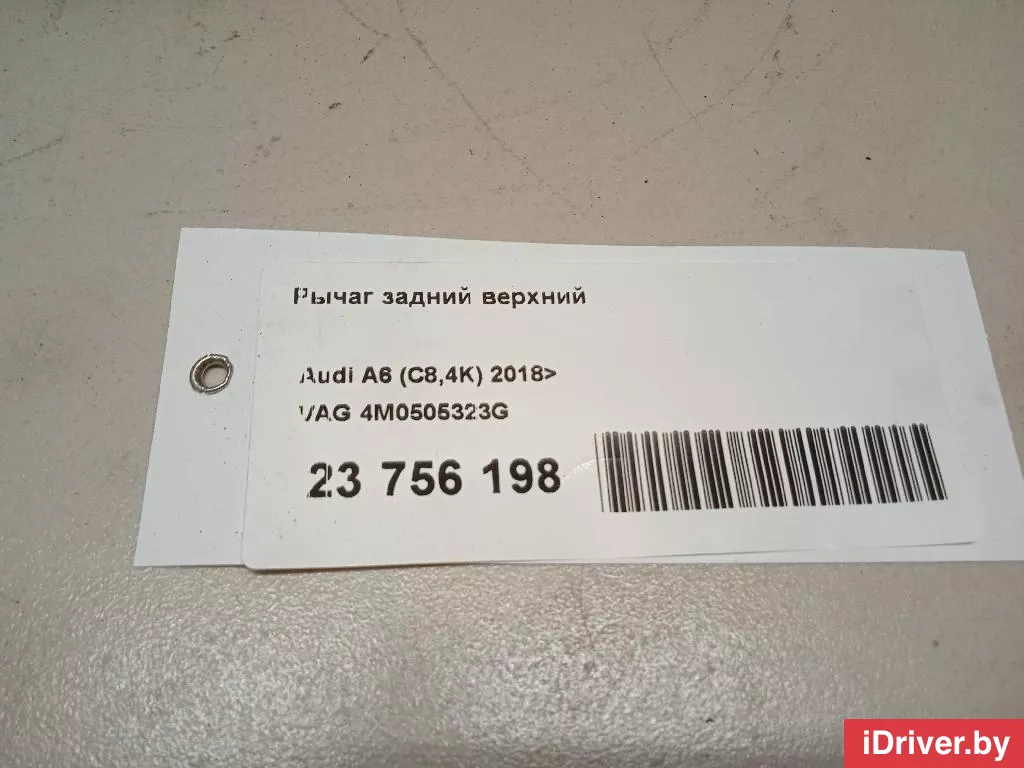 Рычаг задний верхний
Audi A6 (C8,4K) 2018>
VAG 4M0505323G
23 756 198
iDriver.by